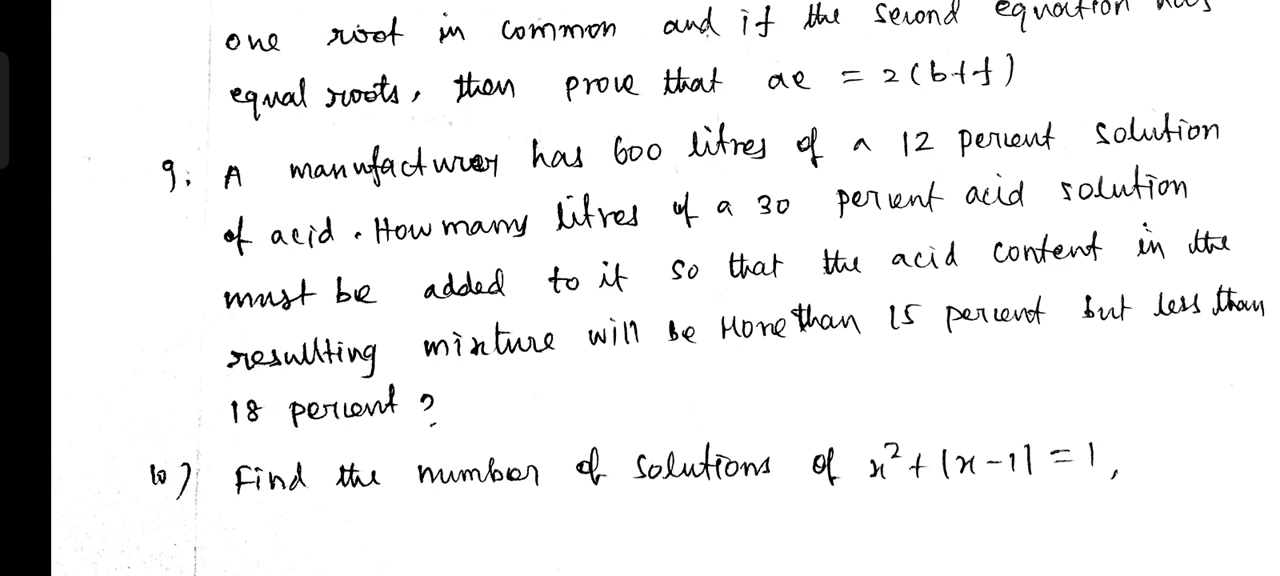 one root in common and if the second equation has
equal roots, then prove that ae = 2(b+f)
9. A manufacturer has 600 litres of a 12 percent solution
of acid. How many litres of a 30 percent acid solution
must be added to it so that the acid content in the
resulting mixture will be More than 15 percent but less than
18 percent ?
10) Find the number of solutions of x² + |x-1| = 1,